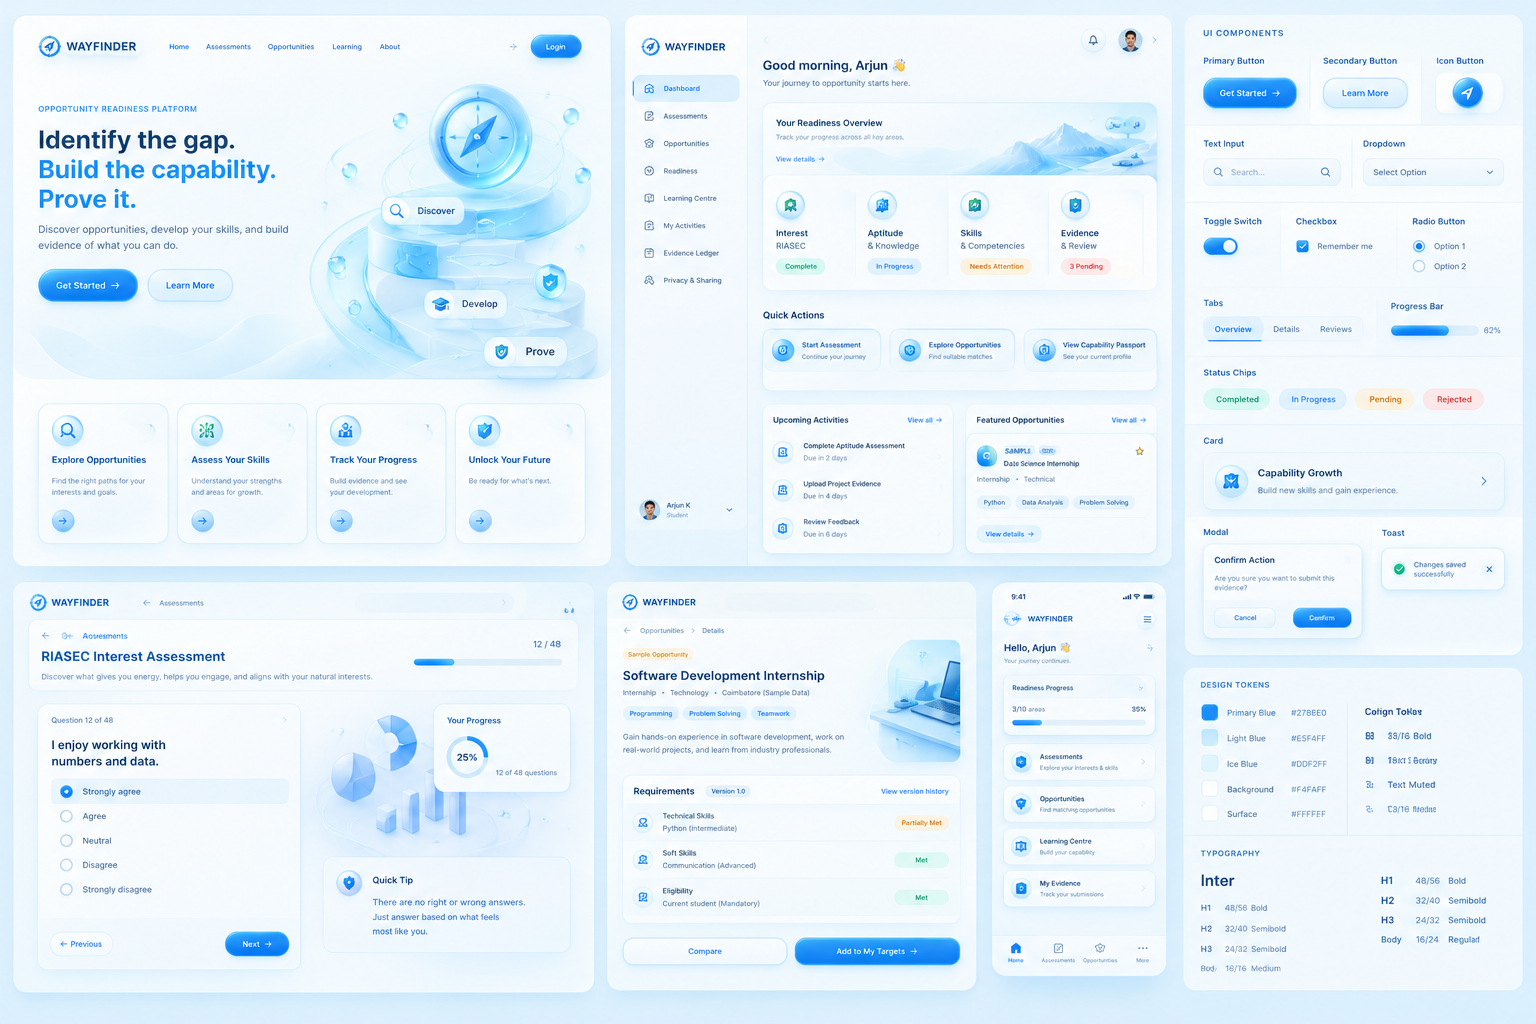 WAYFINDER
Home Assessments Opportunities Learning About
Login
OPPORTUNITY READINESS PLATFORM
Identify the gap.
Build the capability.
Prove it.
Discover opportunities, develop your skills, and build
evidence of what you can do.
Get Started →
Learn More
Discover
Develop
Prove
Explore Opportunities
Find the right paths for your
interests and goals.
Assess Your Skills
Understand your strengths
and areas for growth.
Track Your Progress
Build evidence and see
your development.
Unlock Your Future
Be ready for what's next.
WAYFINDER
Dashboard
Assessments
Opportunities
Readiness
Learning Centre
My Activities
Evidence Ledger
Privacy & Sharing
Arjun K
Student
Good morning, Arjun 👋
Your journey to opportunity starts here.
Your Readiness Overview
Track your progress across all key areas.
View details →
Interest
RIASEC
Complete
Aptitude
& Knowledge
In Progress
Skills
& Competencies
Needs Attention
Evidence
& Review
3 Pending
Quick Actions
Start Assessment
Continue your journey
Explore Opportunities
Find suitable matches
View Capability Passport
See your current profile
Upcoming Activities
View all →
Complete Aptitude Assessment
Due in 2 days
Upload Project Evidence
Due in 4 days
Review Feedback
Due in 6 days
Featured Opportunities
View all →
SAMPLE
Data Science Internship
Internship • Technical
Python
Data Analysis
Problem Solving
View details →
UI COMPONENTS
Primary Button
Get Started →
Secondary Button
Learn More
Icon Button
Text Input
Search...
Dropdown
Select Option
Toggle Switch
Checkbox
Remember me
Radio Button
Option 1
Option 2
Tabs
Overview
Details
Reviews
Progress Bar
62%
Status Chips
Completed
In Progress
Pending
Rejected
Card
Capability Growth
Build new skills and gain experience.
Modal
Confirm Action
Are you sure you want to submit this
evidence?
Cancel
Confirm
Toast
Changes saved
successfully
WAYFINDER
← Assessments
← Assessments
RIASEC Interest Assessment
Discover what gives you energy, helps you engage, and aligns with your natural interests.
12 / 48
Question 12 of 48
I enjoy working with
numbers and data.
Strongly agree
Agree
Neutral
Disagree
Strongly disagree
← Previous
Next →
Your Progress
25%
12 of 48 questions
Quick Tip
There are no right or wrong answers.
Just answer based on what feels
most like you.
WAYFINDER
← Opportunities > Details
Sample Opportunity
Software Development Internship
Internship • Technology • Coimbatore (Sample Data)
Programming
Problem Solving
Teamwork
Gain hands-on experience in software development, work on
real-world projects, and learn from industry professionals.
Requirements
Version 1.0
View version history
Technical Skills
Python (Intermediate)
Partially Met
Soft Skills
Communication (Advanced)
Met
Eligibility
Current student (Mandatory)
Met
Compare
Add to My Targets →
9:41
WAYFINDER
Hello, Arjun 👋
Your journey continues.
Readiness Progress
3/10 areas
Assessments
Explore your interests & skills
Opportunities
Find matching opportunities
Learning Centre
Build your capability
My Evidence
Track your submissions
Home
Assessments
Opportunities
More
DESIGN TOKENS
Primary Blue #278EE0
Light Blue #E5F4FF
Ice Blue #DDF2FF
Background #F4FAFF
Surface #FFFFEF
Bold
Text Muted
TYPOGRAPHY
Inter
H1 48/56 Bold
H2 32/40 Semibold
H3 24/32 Semibold
Body 16/16 Medium
H1 48/56 Bold
H2 32/40 Semibold
H3 24/32 Semibold
Body 16/24 Regular